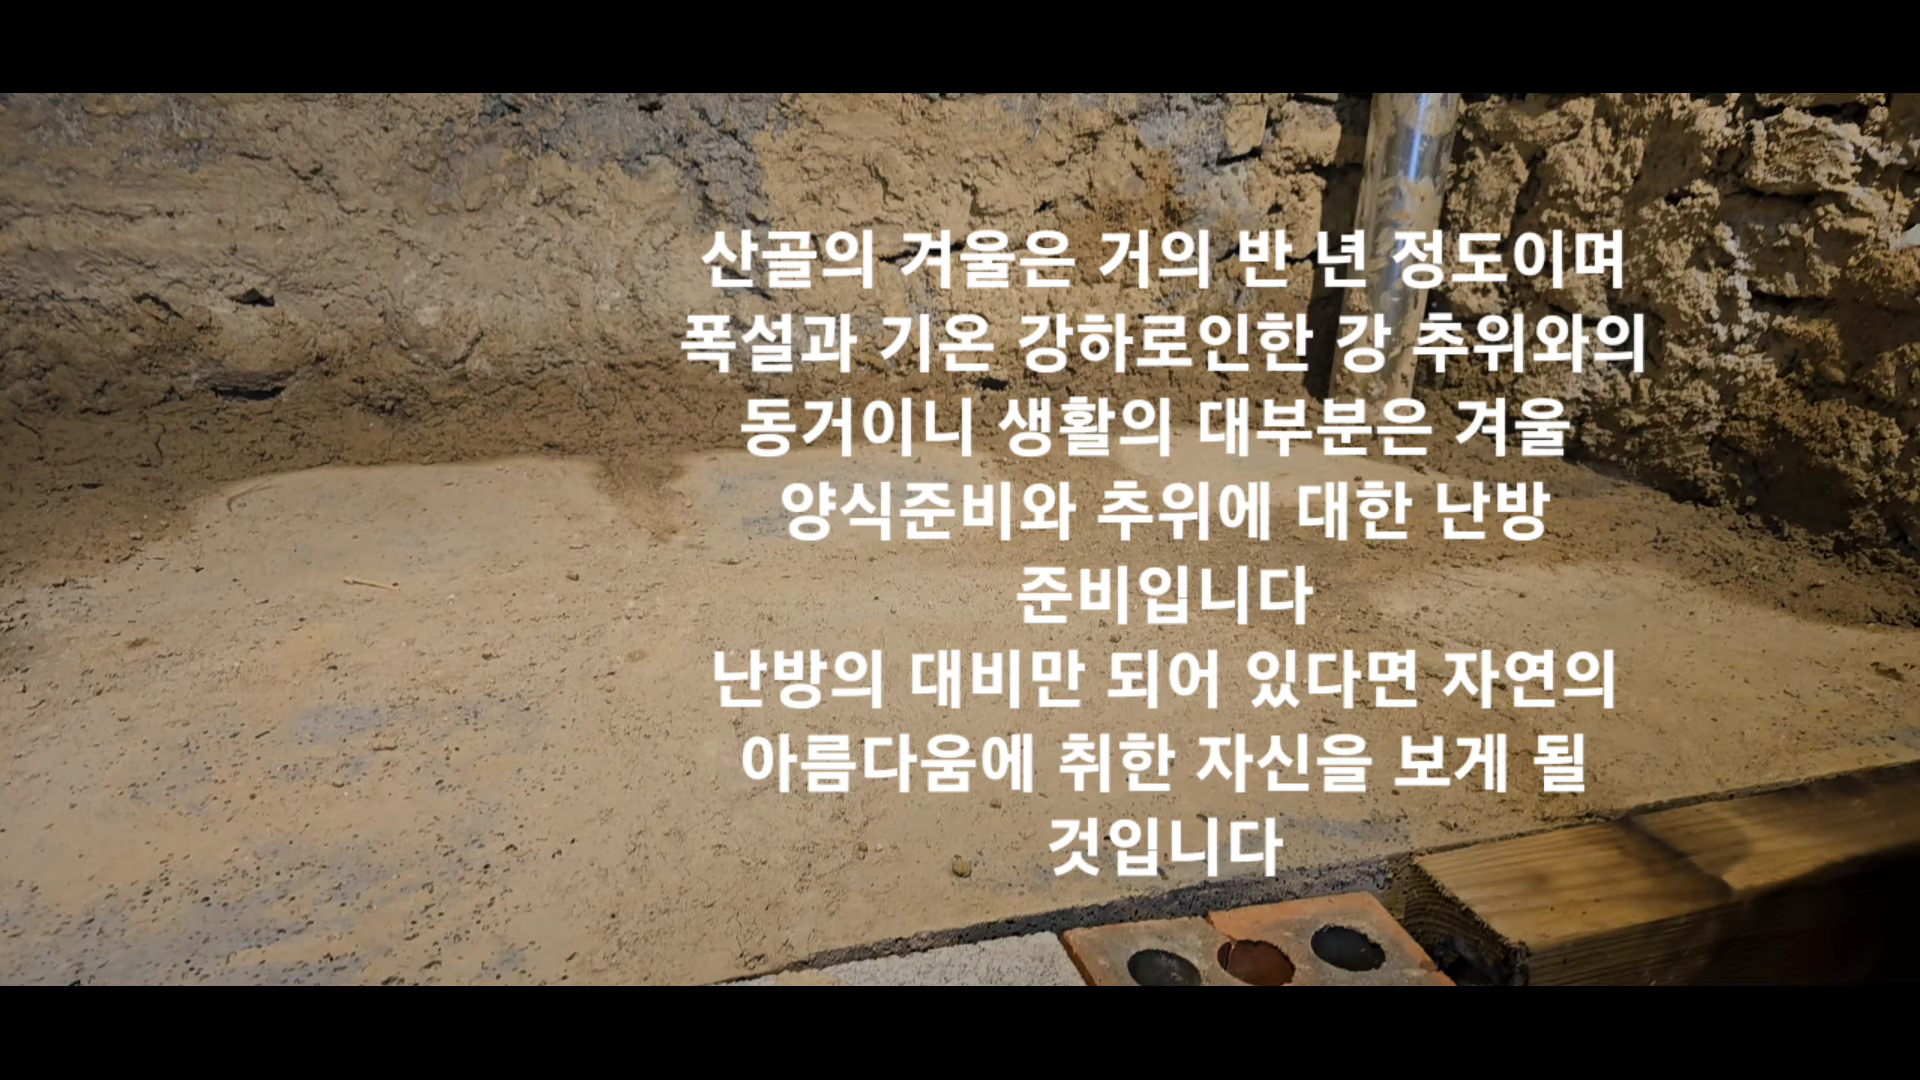 산골의 겨울은 거의 반 년 정도이며
폭설과 기온 강하로인한 강 추위와의
동거이니 생활의 대부분은 겨울
양식준비와 추위에 대한 난방
준비입니다
난방의 대비만 되어 있다면 자연의
아름다움에 취한 자신을 보게 될
것입니다